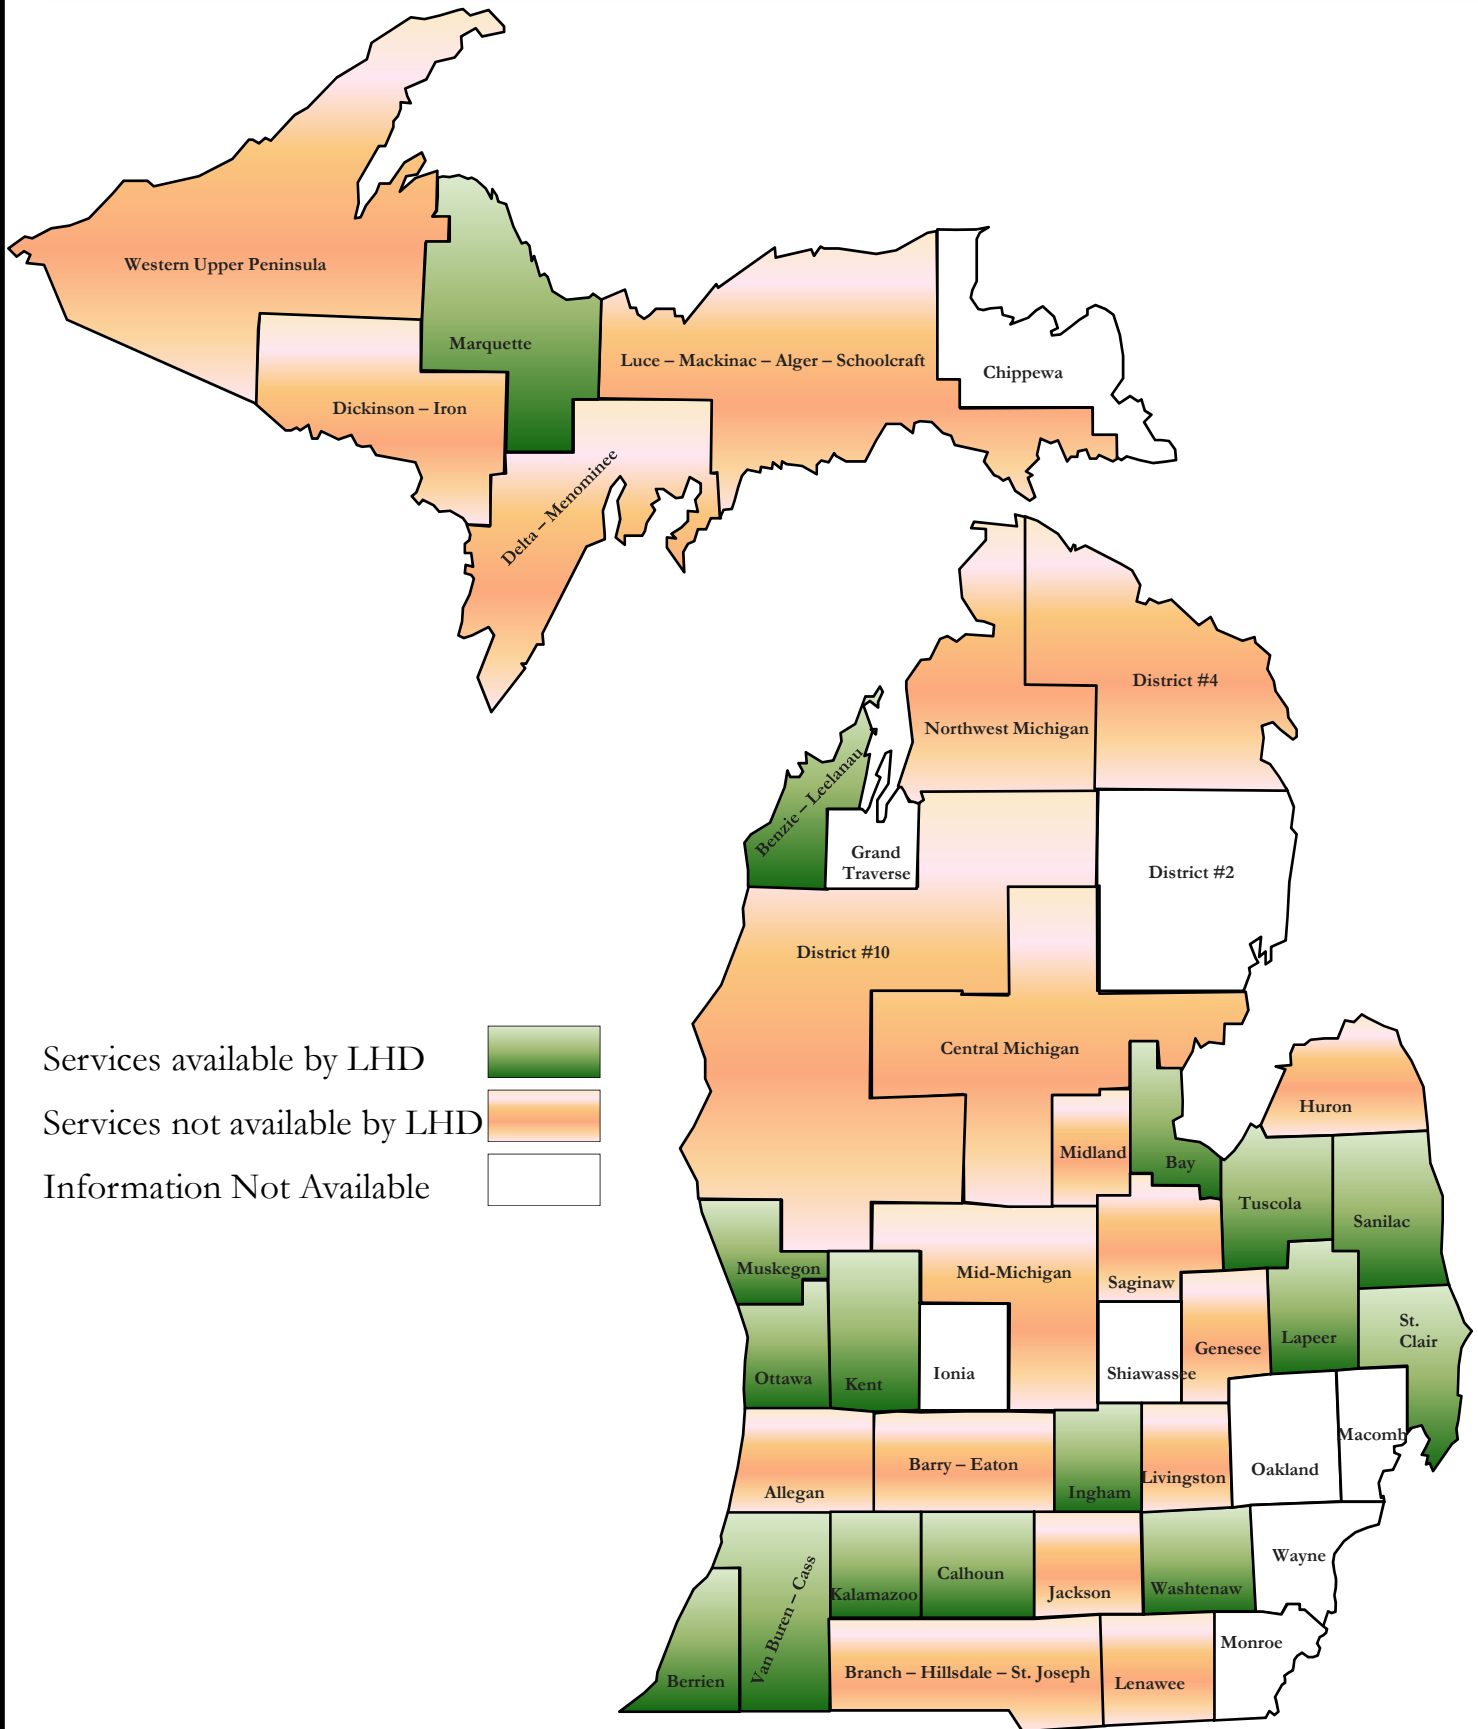 Western Upper Peninsula
Marquette
Luce – Mackinac – Alger – Schoolcraft
Chippewa
Dickinson – Iron
Delta – Menominee
District #4
Northwest Michigan
Benzie – Leelanau
Grand
Traverse
District #2
District #10
Central Michigan
Services available by LHD
Services not available by LHD
Information Not Available
Huron
Midland
Bay
Tuscola
Sanilac
Muskegon
Mid-Michigan
Saginaw
St.
Clair
Lapeer
Genesee
Ottawa
Kent
Ionia
Shiawassee
Macomb
Oakland
Barry – Eaton
Livingston
Allegan
Ingham
Wayne
Calhoun
Van Buren – Cass
Kalamazoo
Jackson
Washtenaw
Monroe
Berrien
Branch – Hillsdale – St. Joseph
Lenawee